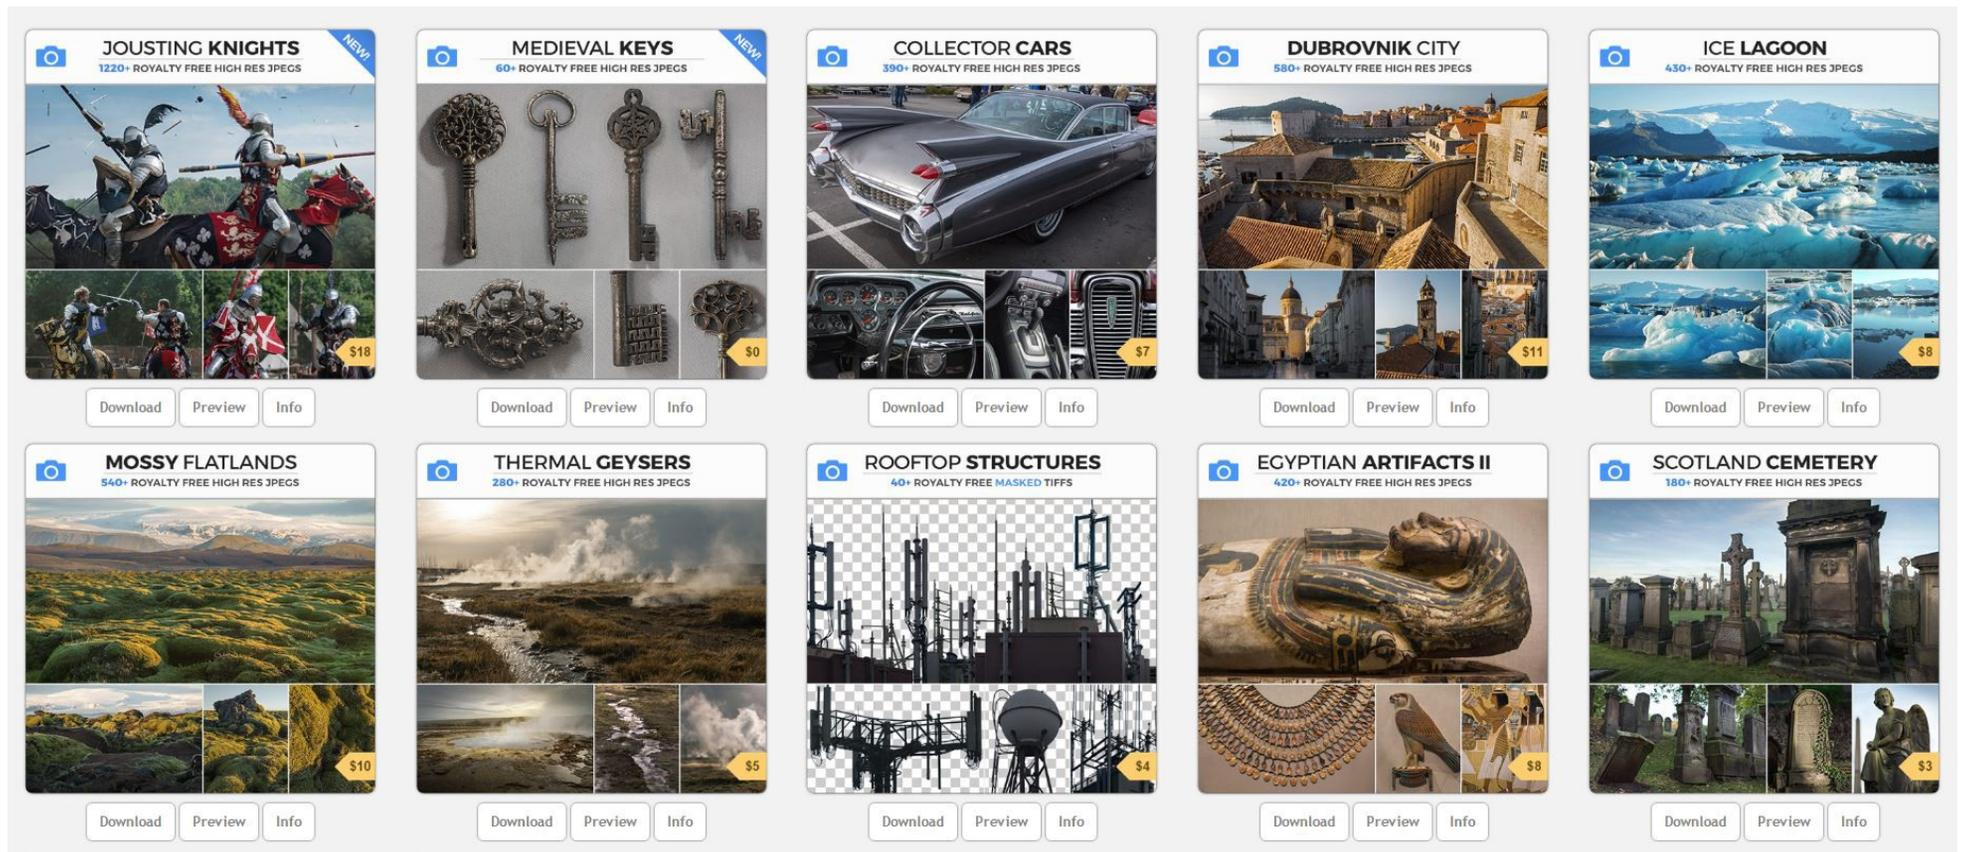 JOUSTING KNIGHTS
1220+ ROYALTY FREE HIGH RES JPEGS
NEW!
$18
Download Preview Info
MEDIEVAL KEYS
60+ ROYALTY FREE HIGH RES JPEGS
NEW!
$0
Download Preview Info
COLLECTOR CARS
390+ ROYALTY FREE HIGH RES JPEGS
$7
Download Preview Info
DUBROVNIK CITY
580+ ROYALTY FREE HIGH RES JPEGS
$11
Download Preview Info
ICE LAGOON
430+ ROYALTY FREE HIGH RES JPEGS
$8
Download Preview Info
MOSSY FLATLANDS
540+ ROYALTY FREE HIGH RES JPEGS
$10
Download Preview Info
THERMAL GEYSERS
280+ ROYALTY FREE HIGH RES JPEGS
$5
Download Preview Info
ROOFTOP STRUCTURES
40+ ROYALTY FREE MASKED TIFFS
$4
Download Preview Info
EGYPTIAN ARTIFACTS II
420+ ROYALTY FREE HIGH RES JPEGS
$8
Download Preview Info
SCOTLAND CEMETERY
180+ ROYALTY FREE HIGH RES JPEGS
$3
Download Preview Info